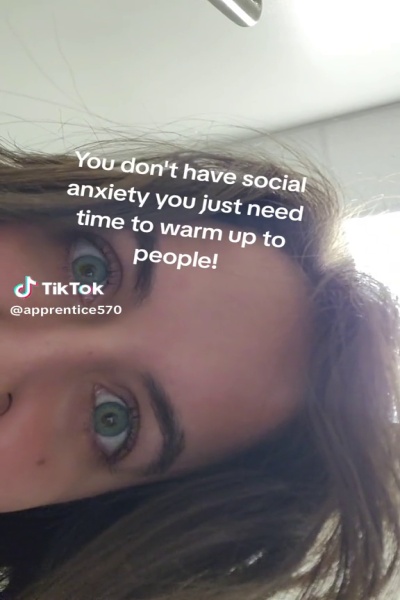 You don't have social
anxiety you just need
time to warm up to
people!
TikTok
@apprentice570